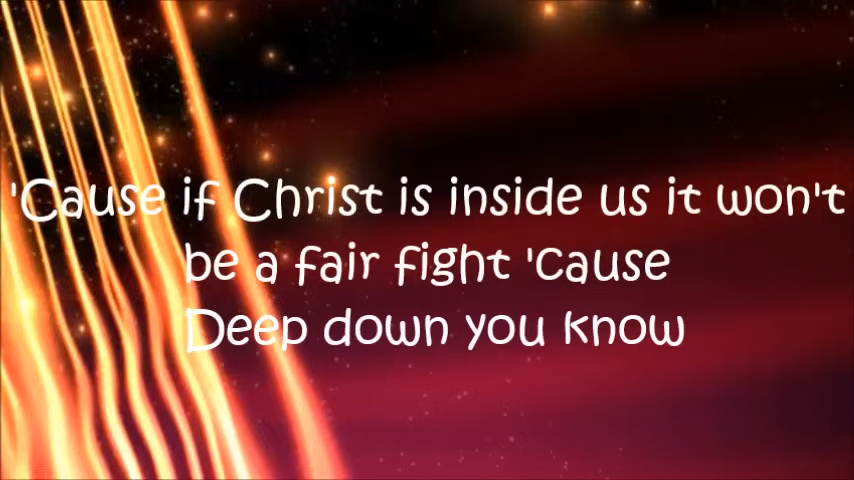 'Cause if Christ is inside us it won't
be a fair fight 'cause
Deep down you know